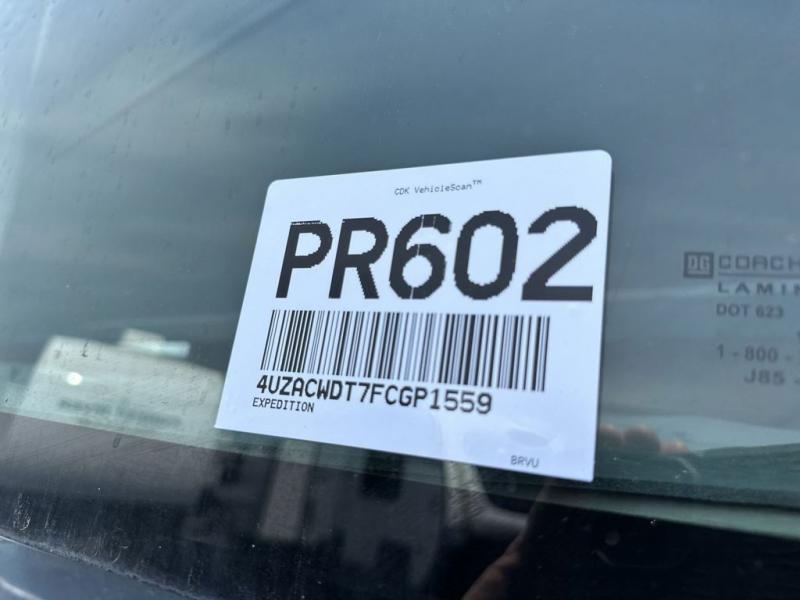 CDK VehicleScan™
PR602
4UZACWDT7FCGP1559
EXPEDITION
BRVU
DG COACH
LAMIN
DOT 623
1-800-
J85